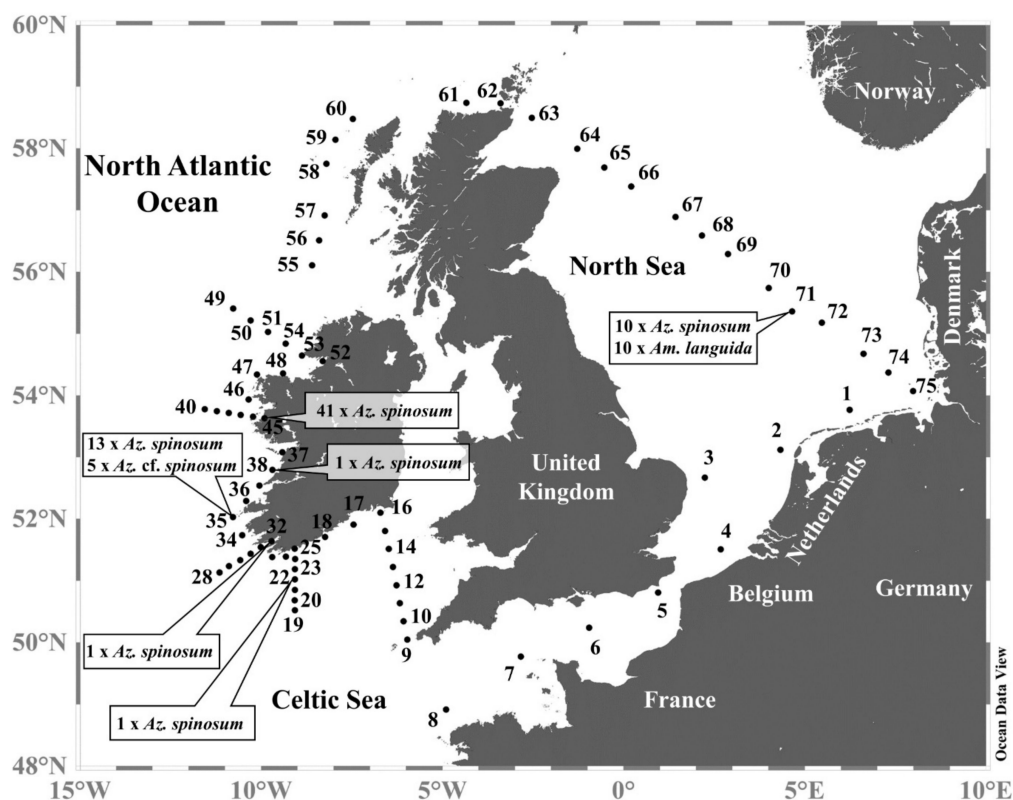 60°N
58°N
56°N
54°N
52°N
50°N
48°N
15°W
10°W
5°W
0°
5°E
10°E
North Atlantic
Ocean
North Sea
Celtic Sea
Norway
Denmark
United
Kingdom
Netherlands
Belgium
Germany
France
61
62
60
63
59
64
58
65
66
57
67
56
68
69
55
70
49
71
50
51
54
72
53
52
73
48
47
74
46
75
40
1
45
2
37
3
38
36
17
16
35
32
18
34
25
14
4
28
22
23
12
20
10
5
19
9
6
7
8
10 x Az. spinosum
10 x Am. languida
41 x Az. spinosum
13 x Az. spinosum
5 x Az. cf. spinosum
1 x Az. spinosum
1 x Az. spinosum
1 x Az. spinosum
Ocean Data View